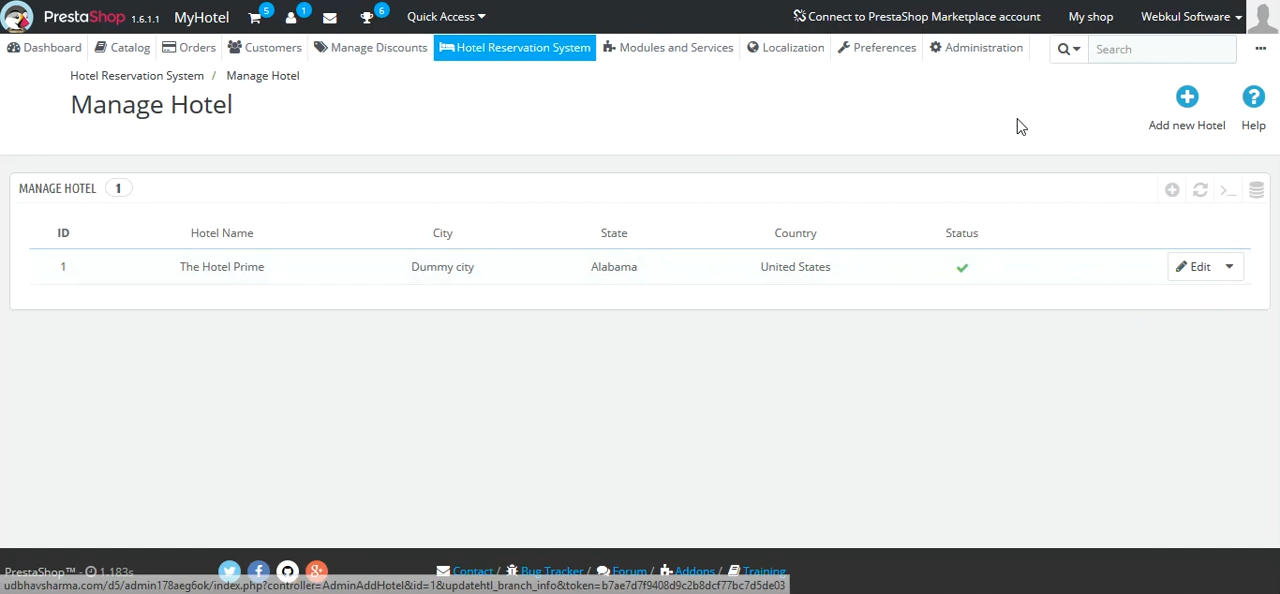 PrestaShop 1.6.1.1 MyHotel 5 1 6 Quick Access Connect to PrestaShop Marketplace account My shop Webkul Software
Dashboard Catalog Orders Customers Manage Discounts Hotel Reservation System Modules and Services Localization Preferences Administration Search
Hotel Reservation System / Manage Hotel
Manage Hotel
Add new Hotel Help
MANAGE HOTEL 1
ID Hotel Name City State Country Status
1 The Hotel Prime Dummy city Alabama United States Edit
PrestaShop™ - 1.183s Contact / Bug Tracker / Forum / Addons / Training
udbhavsharma.com/d5/admin178aeg6ok/index.php?controller=AdminAddHotel&id=1&updatehtl_branch_info&token=b7ae7d7f9408d9c2b8dcf77bc7d5de03